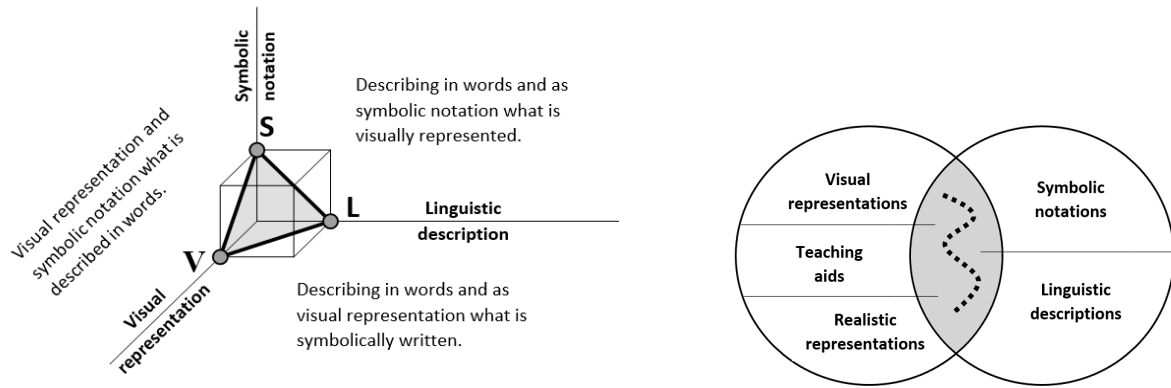 Symbolic
notation
S
Describing in words and as
symbolic notation what is
visually represented.
Visual representation and
symbolic notation what is
described in words.
L
Linguistic
description
V
Visual
representation
Describing in words and as
visual representation what is
symbolically written.
Visual
representations
Teaching
aids
Realistic
representations
Symbolic
notations
Linguistic
descriptions